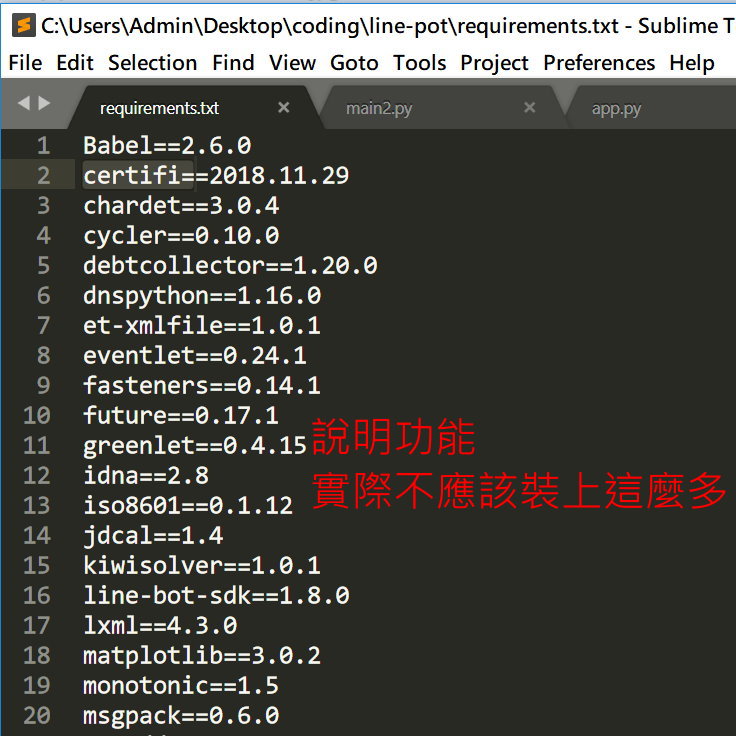 C:\Users\Admin\Desktop\coding\line-pot\requirements.txt - Sublime T
File Edit Selection Find View Goto Tools Project Preferences Help
requirements.txt × main2.py × app.py
1 Babel==2.6.0
2 certifi==2018.11.29
3 chardet==3.0.4
4 cycler==0.10.0
5 debtcollector==1.20.0
6 dnspython==1.16.0
7 et-xmlfile==1.0.1
8 eventlet==0.24.1
9 fasteners==0.14.1
10 future==0.17.1
11 greenlet==0.4.15
說明功能
12 idna==2.8
實際不應該裝上這麼多
13 iso8601==0.1.12
14 jdcal==1.4
15 kiwisolver==1.0.1
16 line-bot-sdk==1.8.0
17 lxml==4.3.0
18 matplotlib==3.0.2
19 monotonic==1.5
20 msgpack==0.6.0